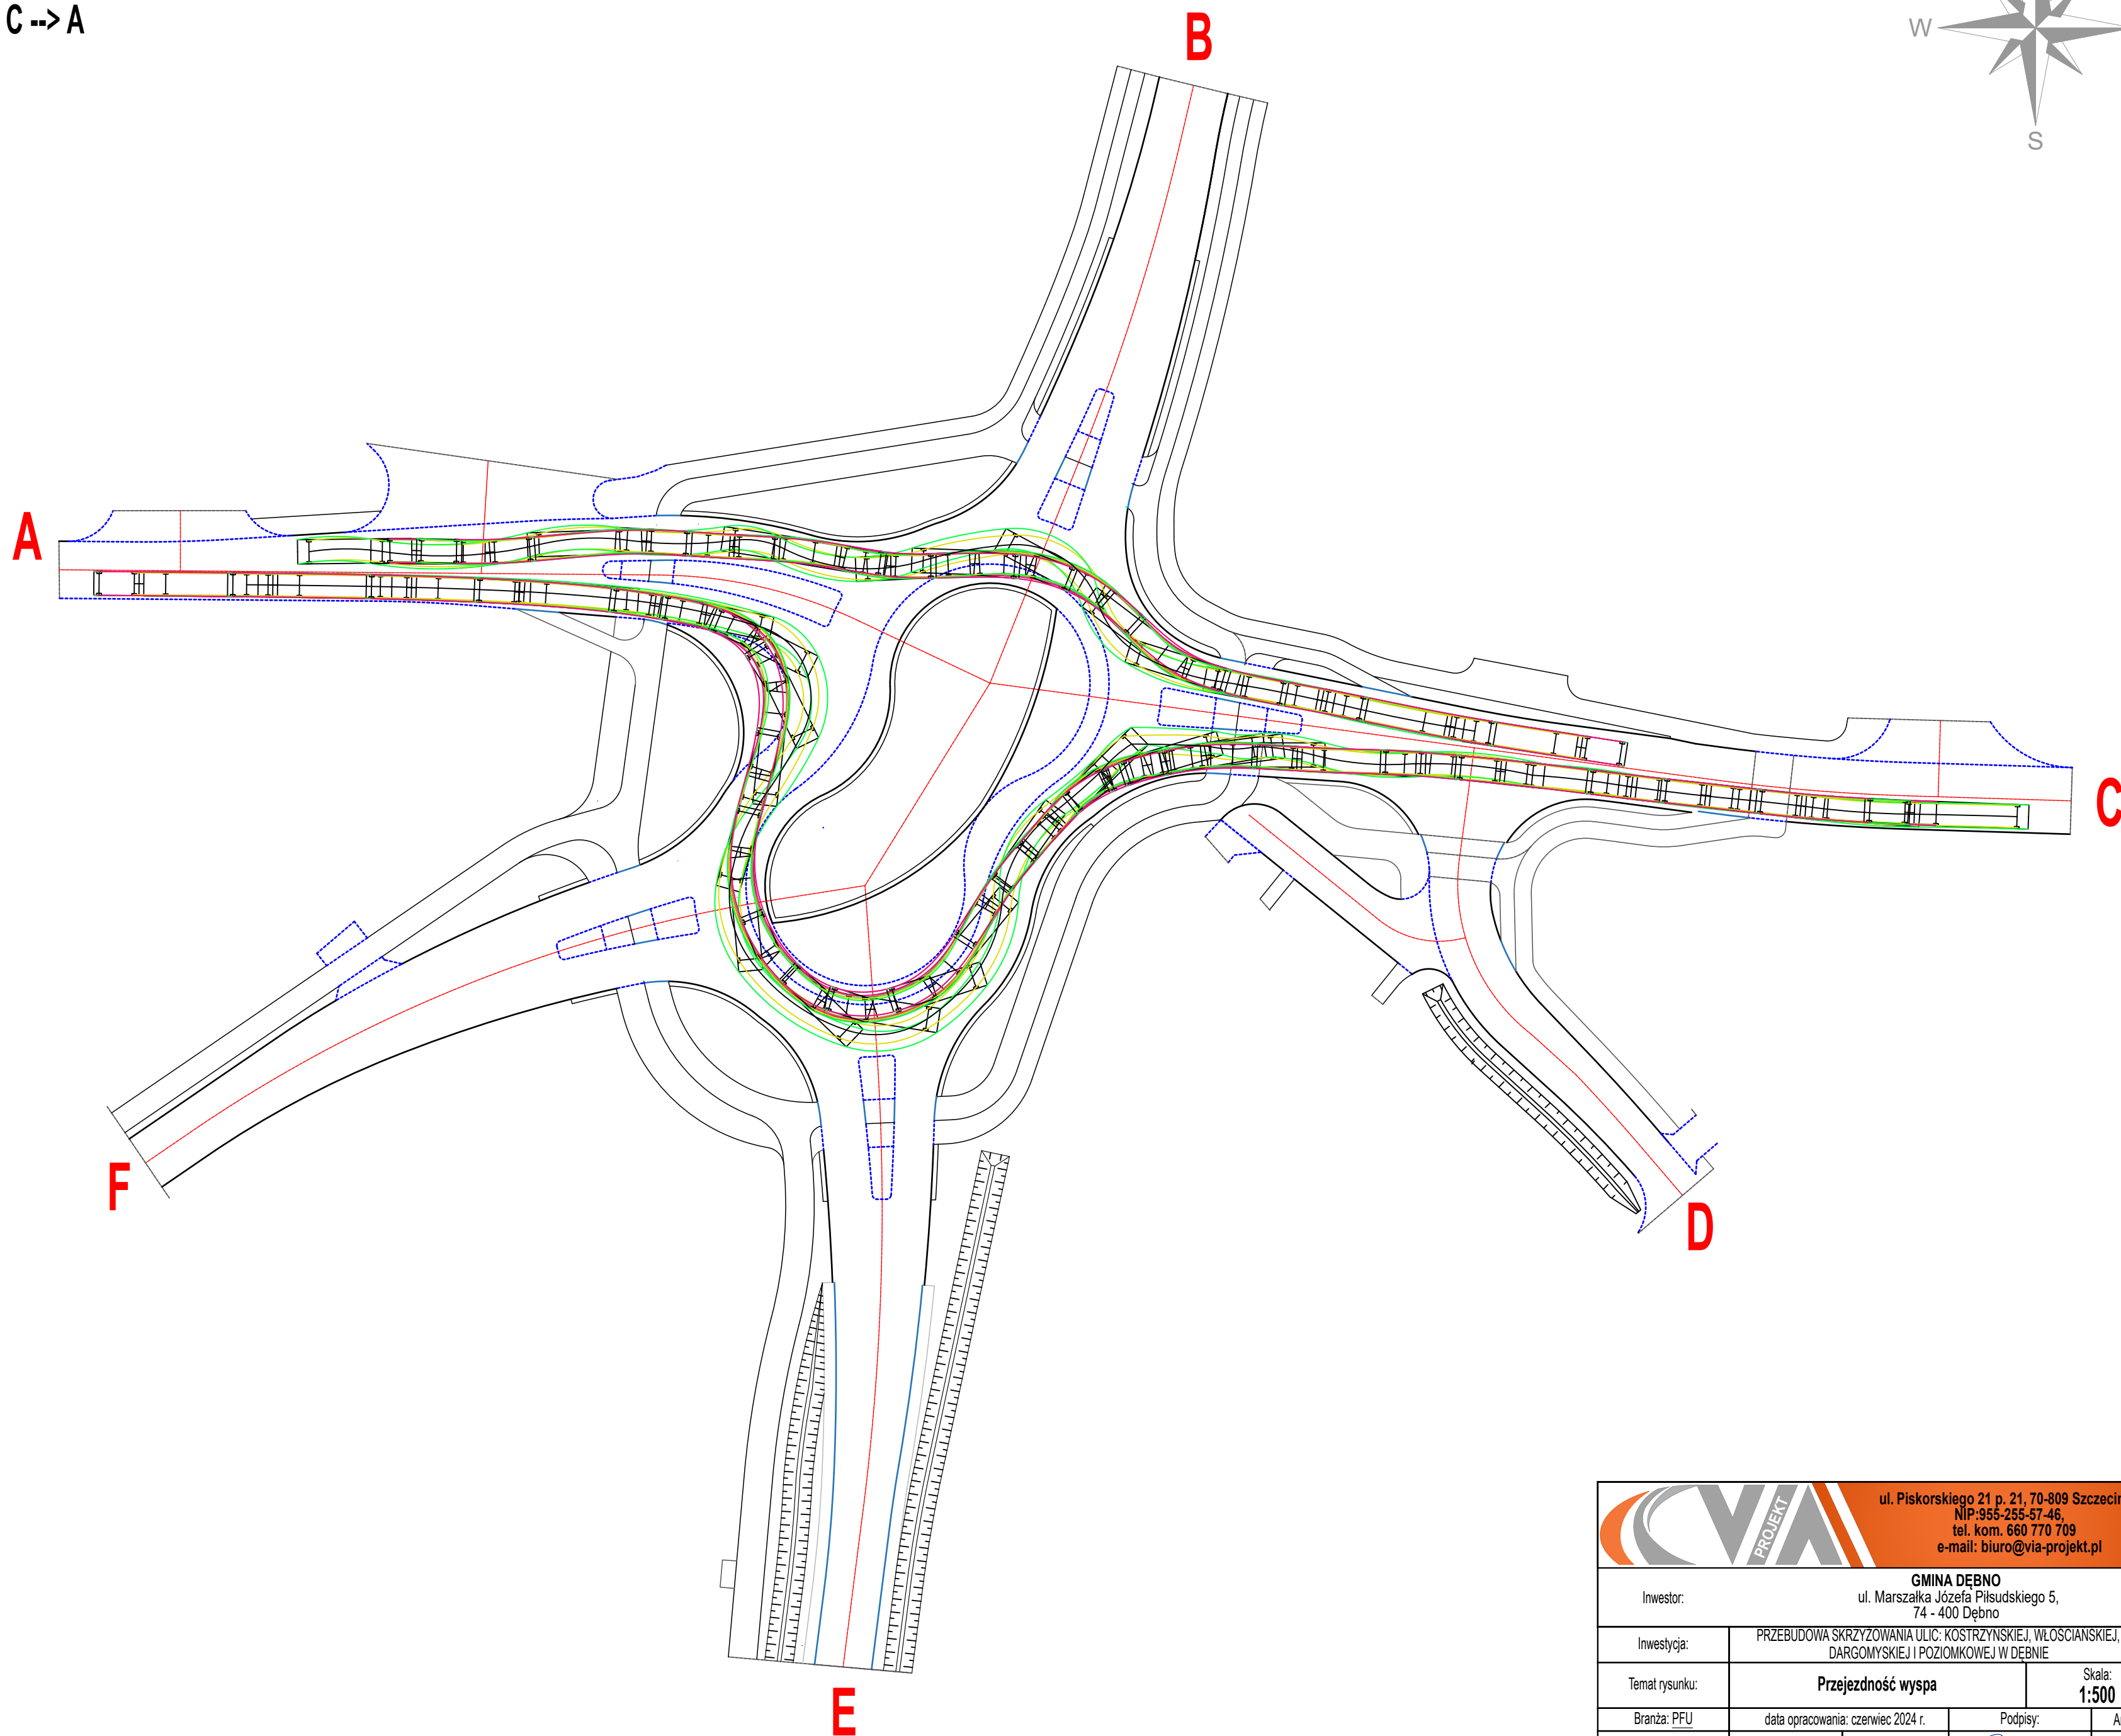 C --> A
B
W
S
A
C
F
D
E
PROJEKT
VIA
ul. Piskorskiego 21 p. 21, 70-809 Szczecin
NIP:955-255-57-46,
tel. kom. 660 770 709
e-mail: biuro@via-projekt.pl
Inwestor:
GMINA DĘBNO
ul. Marszałka Józefa Piłsudskiego 5,
74 - 400 Dębno
Inwestycja:
PRZEBUDOWA SKRZYŻOWANIA ULIC: KOSTRZYŃSKIEJ, WŁOŚCIAŃSKIEJ,
DARGOMYSKIEJ I POZIOMKOWEJ W DĘBNIE
Temat rysunku:
Przejezdność wyspa
Skala:
1:500
Branża: PFU
data opracowania: czerwiec 2024 r.
Podpisy: